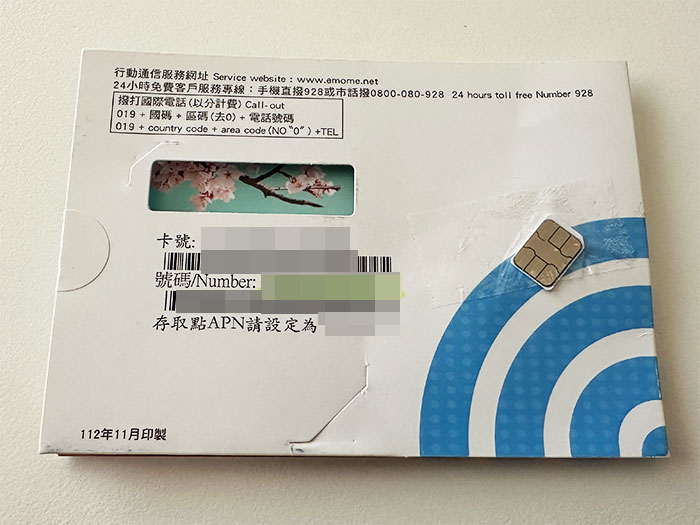 行動通信服務網址 Service website : www.emome.net
24小時免費客戶服務專線：手機直撥928或市話撥0800-080-928 24 hours toll free Number 928
撥打國際電話(以分計費) Call-out
019 + 國碼 + 區碼(去0) + 電話號碼
019 + country code + area code (NO "0" ) +TEL
卡號:
號碼/Number:
存取點APN請設定為
112年11月印製